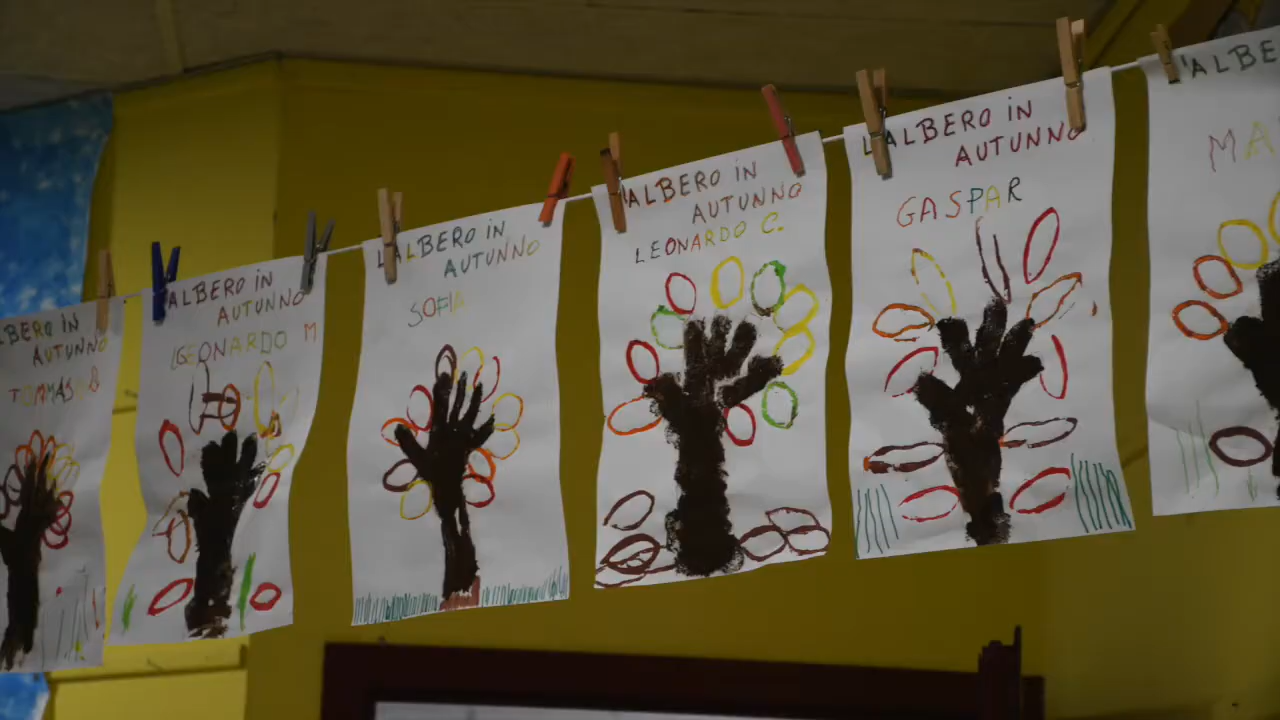 ALBERO IN
AUTUNNO
L'ALBERO IN
AUTUNNO
LEONARDO M
L'ALBERO IN
AUTUNNO
SOFIA
L'ALBERO IN
AUTUNNO
LEONARDO C.
L'ALBERO IN
AUTUNNO
GASPAR
L'ALBE
MA